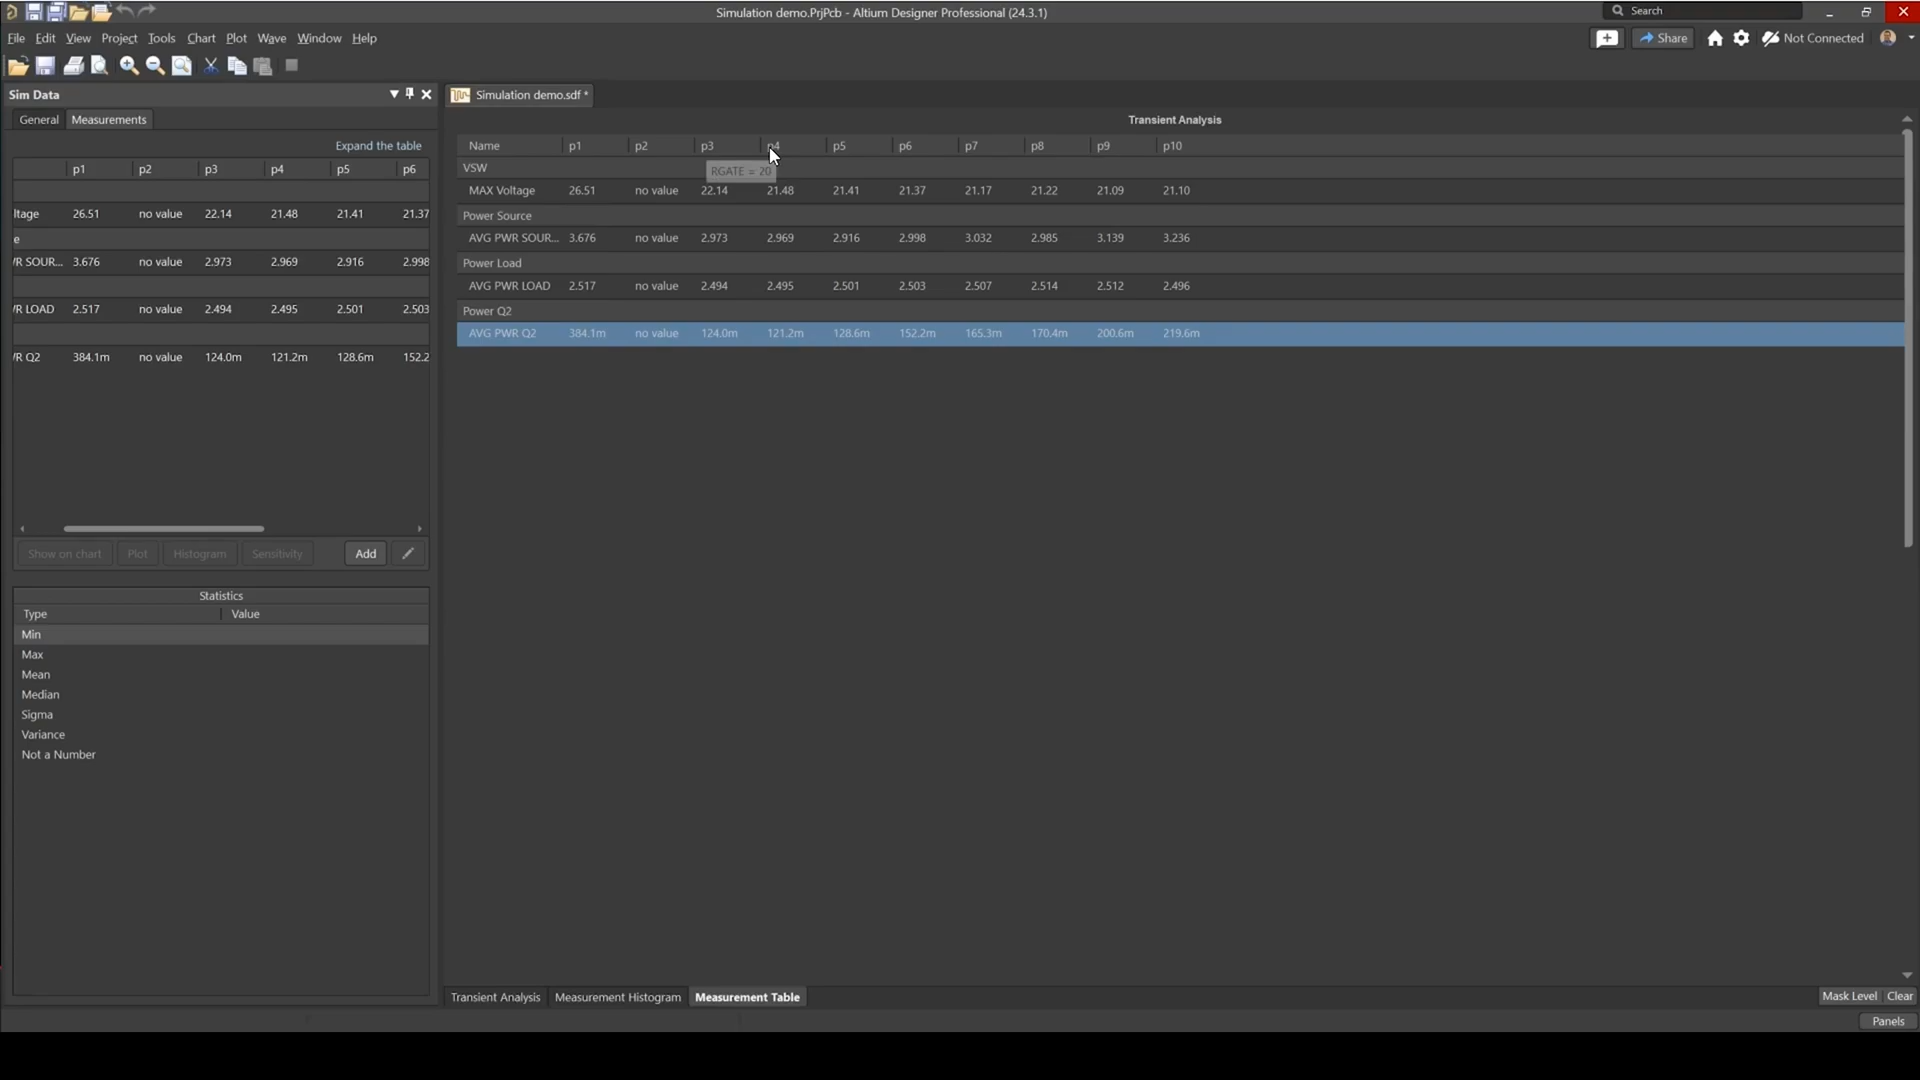 Simulation demo.PrjPcb - Altium Designer Professional (24.3.1)
Search
File Edit View Project Tools Chart Plot Wave Window Help
Share
Not Connected
Sim Data
Simulation demo.sdf *
General Measurements
Transient Analysis
Expand the table
p1 p2 p3 p4 p5 p6
ltage 26.51 no value 22.14 21.48 21.41 21.37
e
/R SOUR... 3.676 no value 2.973 2.969 2.916 2.998
/R LOAD 2.517 no value 2.494 2.495 2.501 2.503
/R Q2 384.1m no value 124.0m 121.2m 128.6m 152.2
Show on chart Plot Histogram Sensitivity Add
Statistics
Type Value
Min
Max
Mean
Median
Sigma
Variance
Not a Number
Name p1 p2 p3 p4 p5 p6 p7 p8 p9 p10
VSW
RGATE = 20
MAX Voltage 26.51 no value 22.14 21.48 21.41 21.37 21.17 21.22 21.09 21.10
Power Source
AVG PWR SOUR... 3.676 no value 2.973 2.969 2.916 2.998 3.032 2.985 3.139 3.236
Power Load
AVG PWR LOAD 2.517 no value 2.494 2.495 2.501 2.503 2.507 2.514 2.512 2.496
Power Q2
AVG PWR Q2 384.1m no value 124.0m 121.2m 128.6m 152.2m 165.3m 170.4m 200.6m 219.6m
Transient Analysis Measurement Histogram Measurement Table
Mask Level Clear
Panels